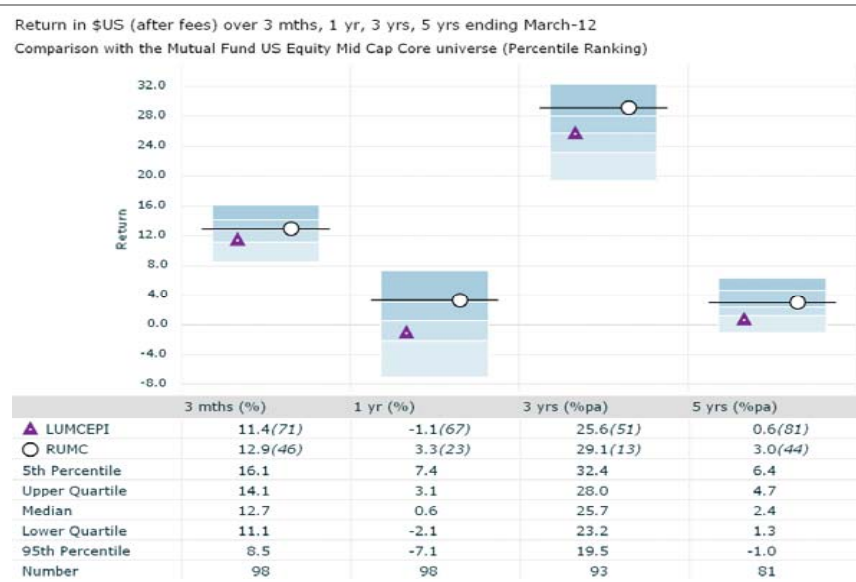 Return in $US (after fees) over 3 mths, 1 yr, 3 yrs, 5 yrs ending March-12
Comparison with the Mutual Fund US Equity Mid Cap Core universe (Percentile Ranking)
32.0
28.0
24.0
20.0
16.0
12.0
8.0
4.0
0.0
-4.0
-8.0
Return
3 mths (%) 1 yr (%) 3 yrs (%pa) 5 yrs (%pa)
LUMCEPI 11.4(71) -1.1(67) 25.6(51) 0.6(81)
RUMC 12.9(46) 3.3(23) 29.1(13) 3.0(44)
5th Percentile 16.1 7.4 32.4 6.4
Upper Quartile 14.1 3.1 28.0 4.7
Median 12.7 0.6 25.7 2.4
Lower Quartile 11.1 -2.1 23.2 1.3
95th Percentile 8.5 -7.1 19.5 -1.0
Number 98 98 93 81